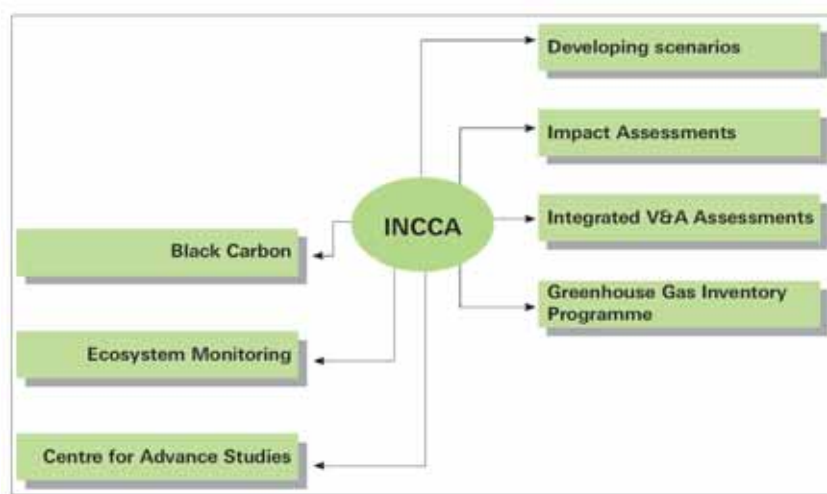 Developing scenarios
Impact Assessments
INCCA
Integrated V&A Assessments
Black Carbon
Greenhouse Gas Inventory
Programme
Ecosystem Monitoring
Centre for Advance Studies